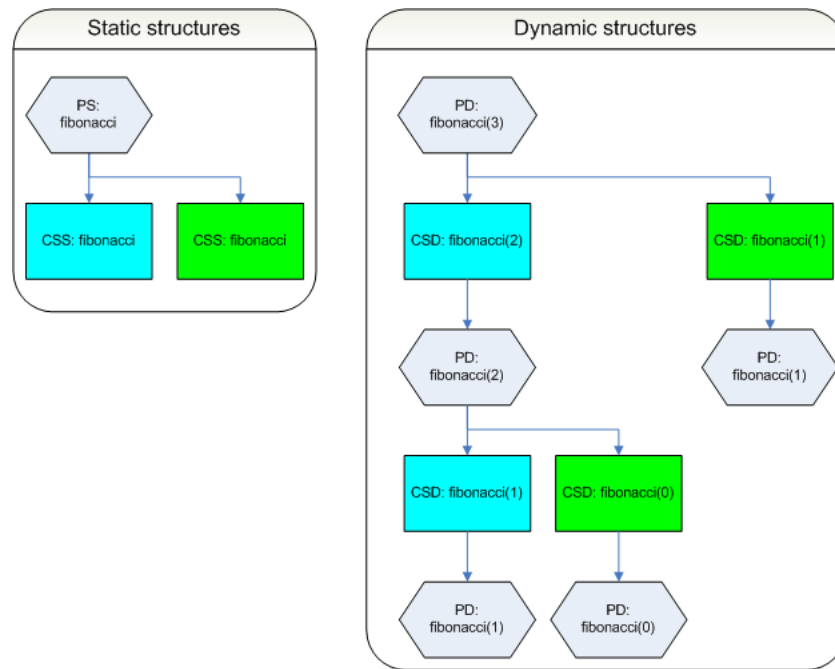 Static structures
PS:
fibonacci
CSS: fibonacci
CSS: fibonacci
Dynamic structures
PD:
fibonacci(3)
CSD: fibonacci(2)
CSD: fibonacci(1)
PD:
fibonacci(2)
PD:
fibonacci(1)
CSD: fibonacci(1)
CSD: fibonacci(0)
PD:
fibonacci(1)
PD:
fibonacci(0)